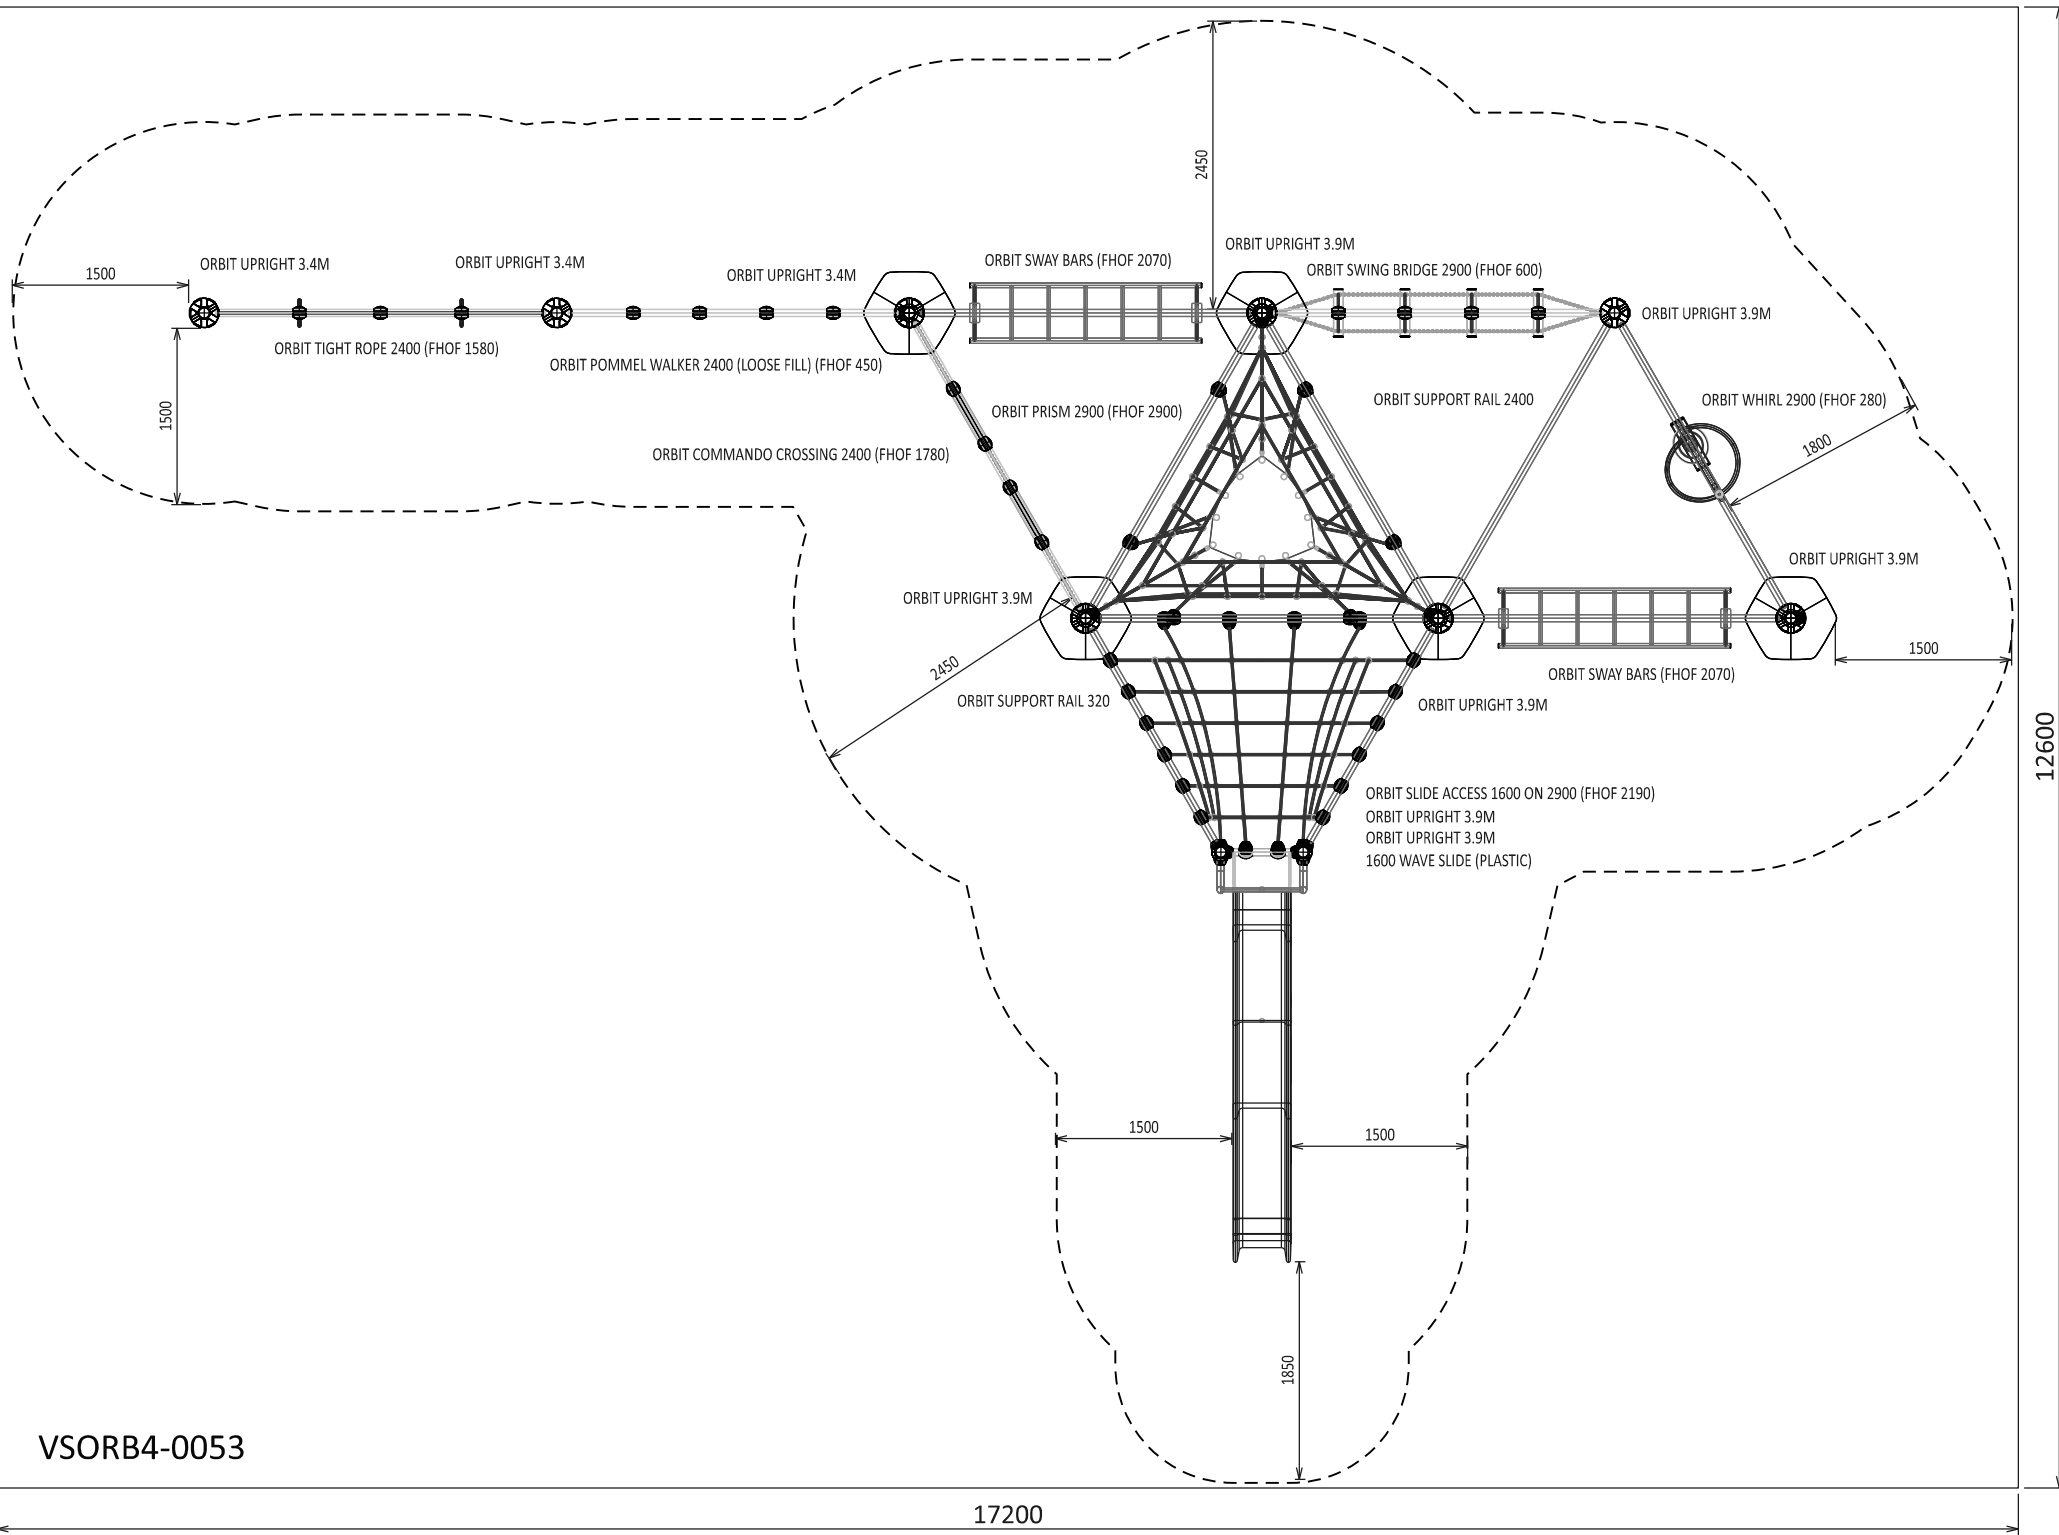 2450
ORBIT UPRIGHT 3.9M
ORBIT UPRIGHT 3.4M
ORBIT UPRIGHT 3.4M
ORBIT UPRIGHT 3.4M
ORBIT SWAY BARS (FHOF 2070)
ORBIT SWING BRIDGE 2900 (FHOF 600)
1500
ORBIT UPRIGHT 3.9M
ORBIT TIGHT ROPE 2400 (FHOF 1580)
ORBIT POMMEL WALKER 2400 (LOOSE FILL) (FHOF 450)
1500
ORBIT PRISM 2900 (FHOF 2900)
ORBIT SUPPORT RAIL 2400
ORBIT WHIRL 2900 (FHOF 280)
1800
ORBIT COMMANDO CROSSING 2400 (FHOF 1780)
ORBIT UPRIGHT 3.9M
ORBIT UPRIGHT 3.9M
2450
1500
ORBIT SWAY BARS (FHOF 2070)
ORBIT SUPPORT RAIL 320
ORBIT UPRIGHT 3.9M
12600
ORBIT SLIDE ACCESS 1600 ON 2900 (FHOF 2190)
ORBIT UPRIGHT 3.9M
ORBIT UPRIGHT 3.9M
1600 WAVE SLIDE (PLASTIC)
1500
1500
1850
VSORB4-0053
17200